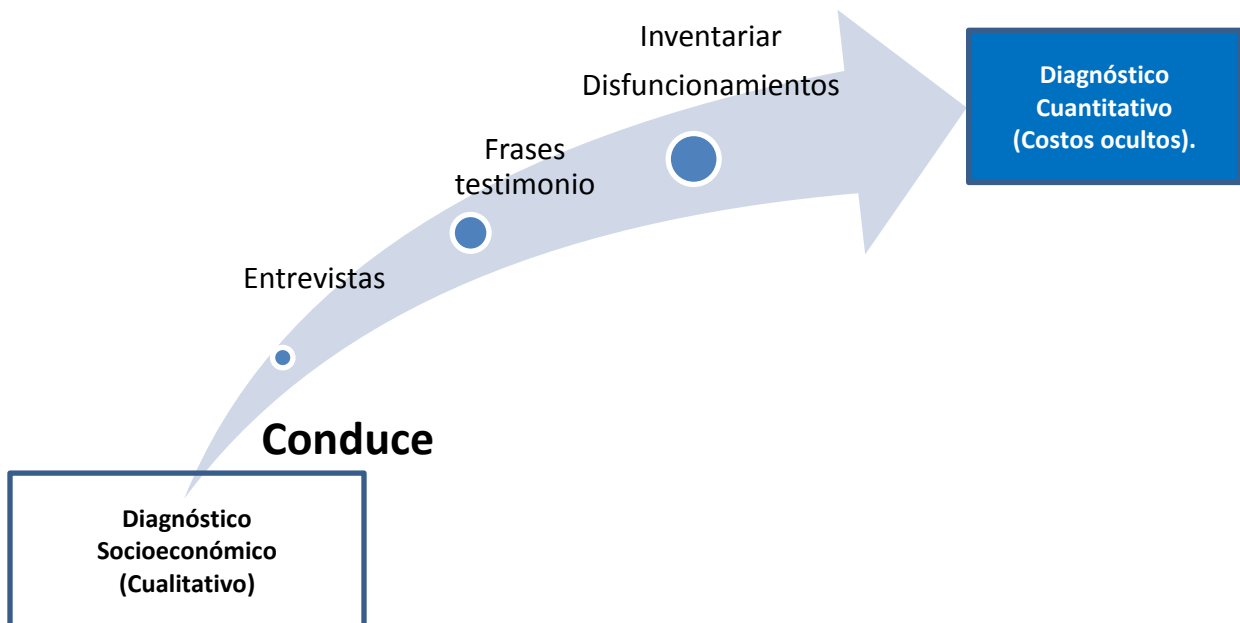 Inventariar
Disfuncionamientos
Diagnóstico
Cuantitativo
(Costos ocultos).
Frases
testimonio
Entrevistas
Conduce
Diagnóstico
Socioeconómico
(Cualitativo)